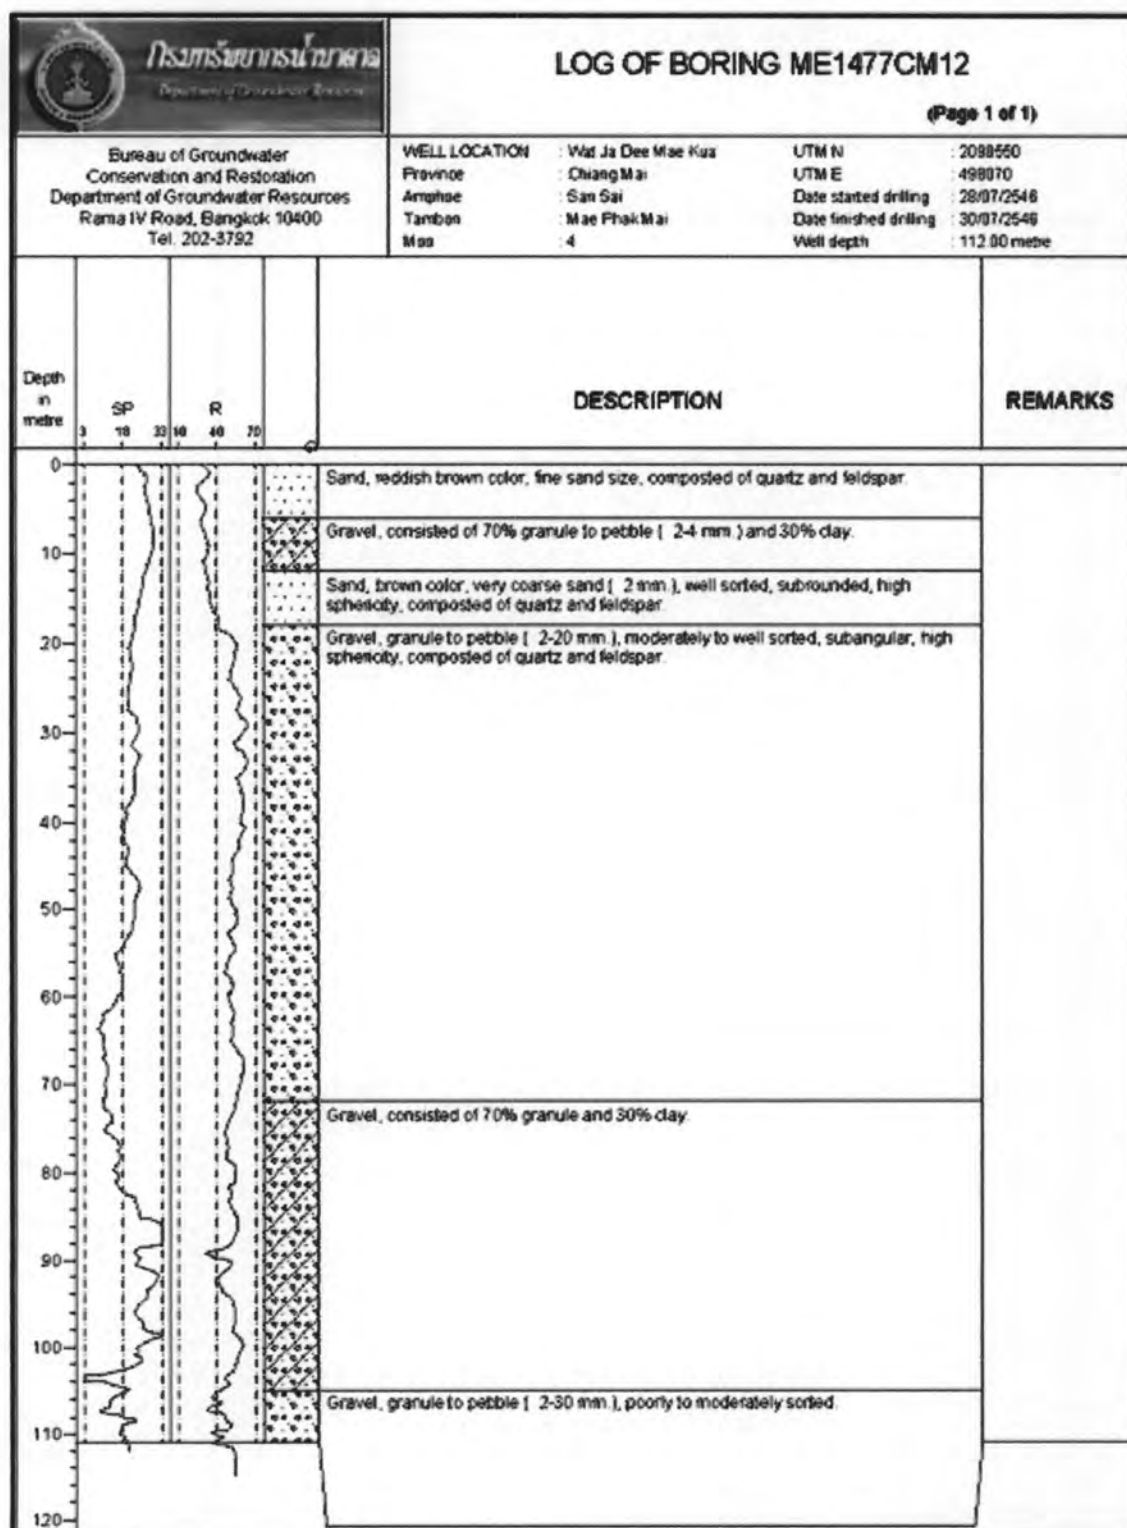 กรมทรัพยากรน้ำบาดาล
Department of Groundwater Resources
LOG OF BORING ME1477CM12
(Page 1 of 1)
Bureau of Groundwater
Conservation and Restoration
Department of Groundwater Resources
Rama IV Road, Bangkok 10400
Tel. 202-3792
WELL LOCATION : Wat Ja Dee Mae Kua
Province : Chiang Mai
Amphoe : San Sai
Tambon : Mae Phak Mai
Moo : 4
UTM N : 2098550
UTM E : 498070
Date started drilling : 28/07/2546
Date finished drilling : 30/07/2546
Well depth : 112.00 metre
Depth
in
metre
SP
3 18 33
R
10 40 70
DESCRIPTION
REMARKS
0
Sand, reddish brown color, fine sand size, composted of quartz and feldspar.
Gravel, consisted of 70% granule to pebble ( 2-4 mm.) and 30% clay.
10
Sand, brown color, very coarse sand ( 2 mm.), well sorted, subrounded, high
sphericity, composted of quartz and feldspar.
20
Gravel, granule to pebble ( 2-20 mm.), moderately to well sorted, subangular, high
sphericity, composted of quartz and feldspar.
30
40
50
60
70
Gravel, consisted of 70% granule and 30% clay.
80
90
100
Gravel, granule to pebble ( 2-30 mm.), poorly to moderately sorted.
110
120